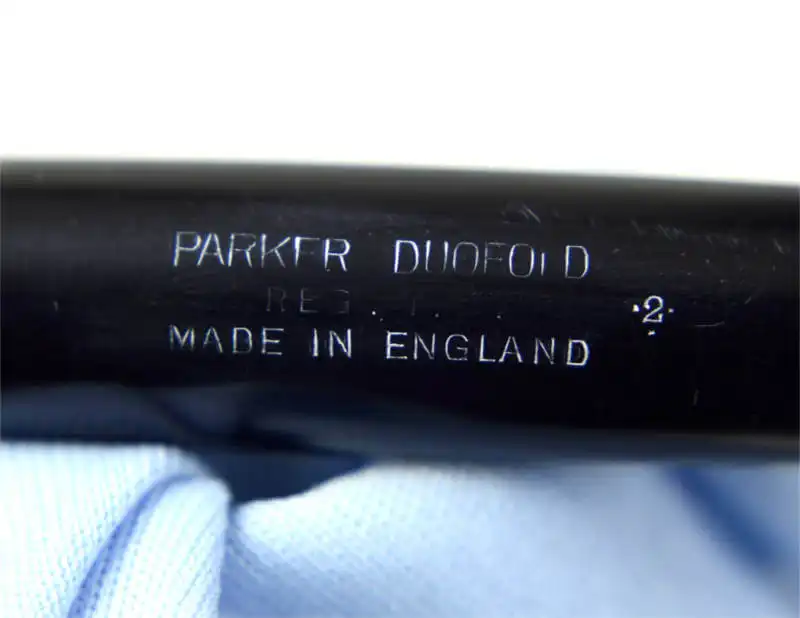 PARKER DUOFOLD
REG.
MADE IN ENGLAND
·2·